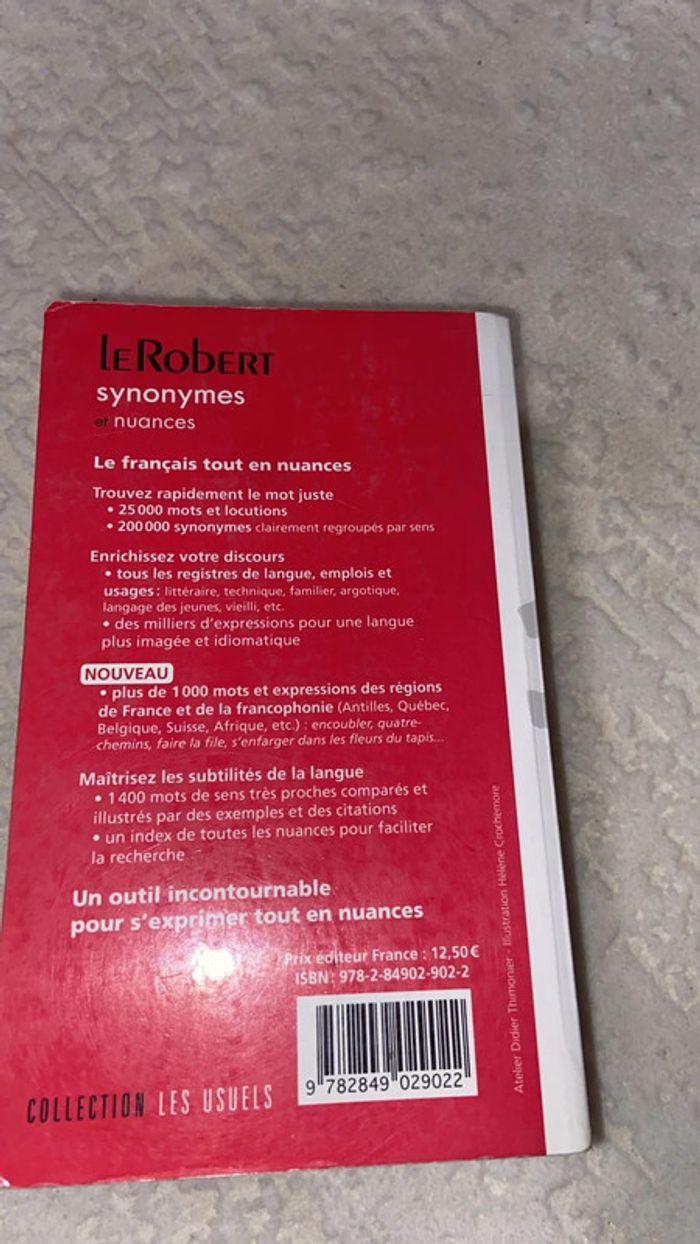 LE ROBERT
synonymes
et nuances
Le français tout en nuances
Trouvez rapidement le mot juste
• 25 000 mots et locutions
• 200 000 synonymes clairement regroupés par sens
Enrichissez votre discours
• tous les registres de langue, emplois et
usages : littéraire, technique, familier, argotique,
langage des jeunes, vieilli, etc.
• des milliers d'expressions pour une langue
plus imagée et idiomatique
NOUVEAU
• plus de 1 000 mots et expressions des régions
de France et de la francophonie (Antilles, Québec,
Belgique, Suisse, Afrique, etc.) : encoubler, quatre-
chemins, faire la file, s'enfarger dans les fleurs du tapis...
Maîtrisez les subtilités de la langue
• 1 400 mots de sens très proches comparés et
illustrés par des exemples et des citations
• un index de toutes les nuances pour faciliter
la recherche
Un outil incontournable
pour s'exprimer tout en nuances
Prix éditeur France : 12,50 €
ISBN : 978-2-84902-902-2
9 782849 029022
COLLECTION LES USUELS
Atelier Didier Thimonier - Illustration Hélène Crochemore